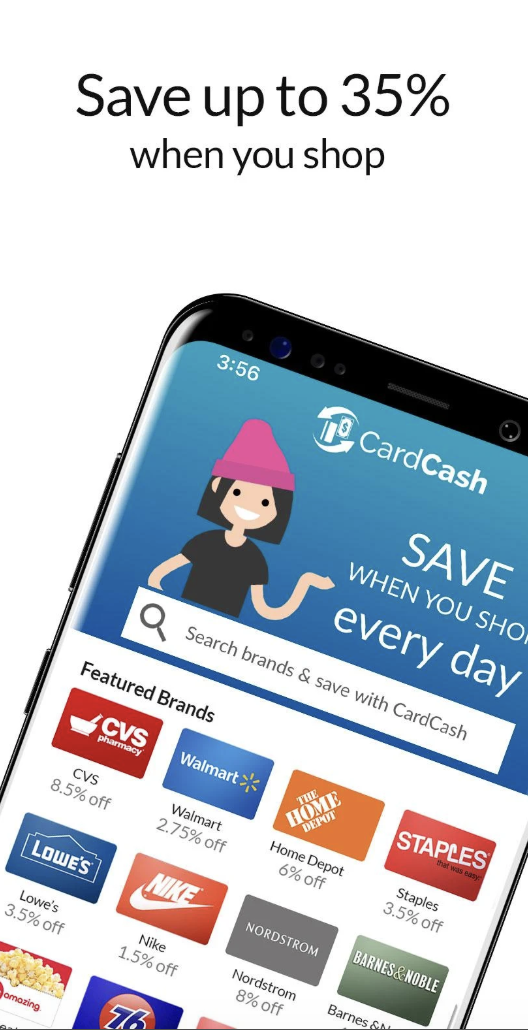 Save up to 35%
when you shop
3:56
CardCash
SAVE
WHEN YOU SHO
every day
Search brands & save with CardCash
Featured Brands
CVS
pharmacy
CVS
8.5% off
Walmart
Walmart
2.75% off
THE
HOME
DEPOT
Home Depot
6% off
STAPLES
that was easy.
Staples
3.5% off
LOWE'S
Lowe's
3.5% off
NIKE
Nike
1.5% off
NORDSTROM
Nordstrom
8% off
BARNES&NOBLE
Barnes &
amazing
76